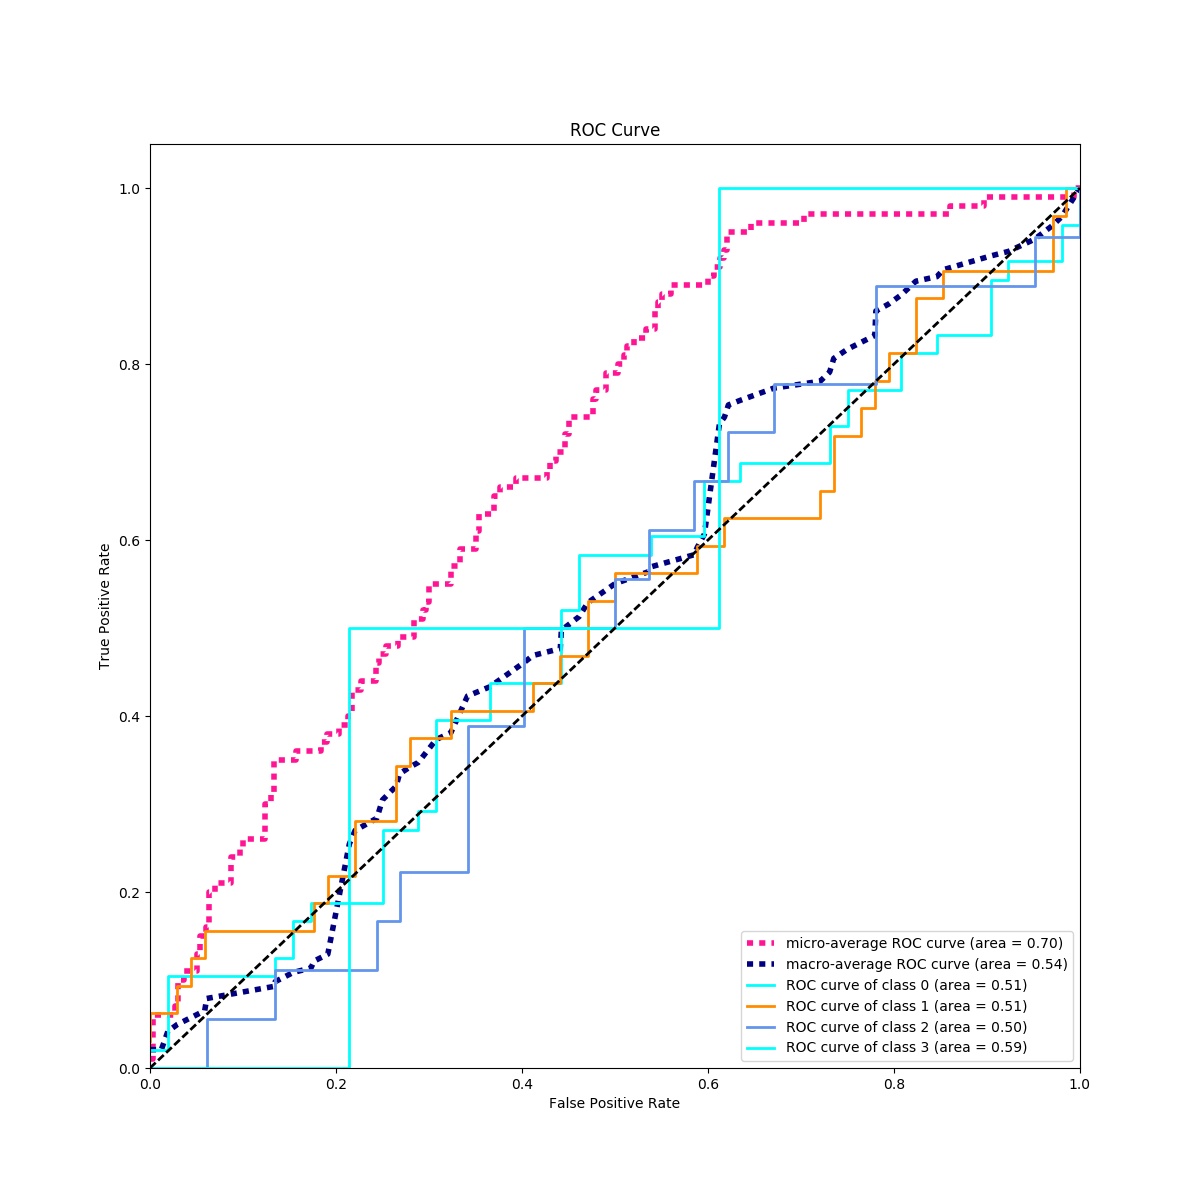 ROC Curve
1.0
0.8
0.6
0.4
0.2
0.0
True Positive Rate
0.0 0.2 0.4 0.6 0.8 1.0
False Positive Rate
micro-average ROC curve (area = 0.70)
macro-average ROC curve (area = 0.54)
ROC curve of class 0 (area = 0.51)
ROC curve of class 1 (area = 0.51)
ROC curve of class 2 (area = 0.50)
ROC curve of class 3 (area = 0.59)